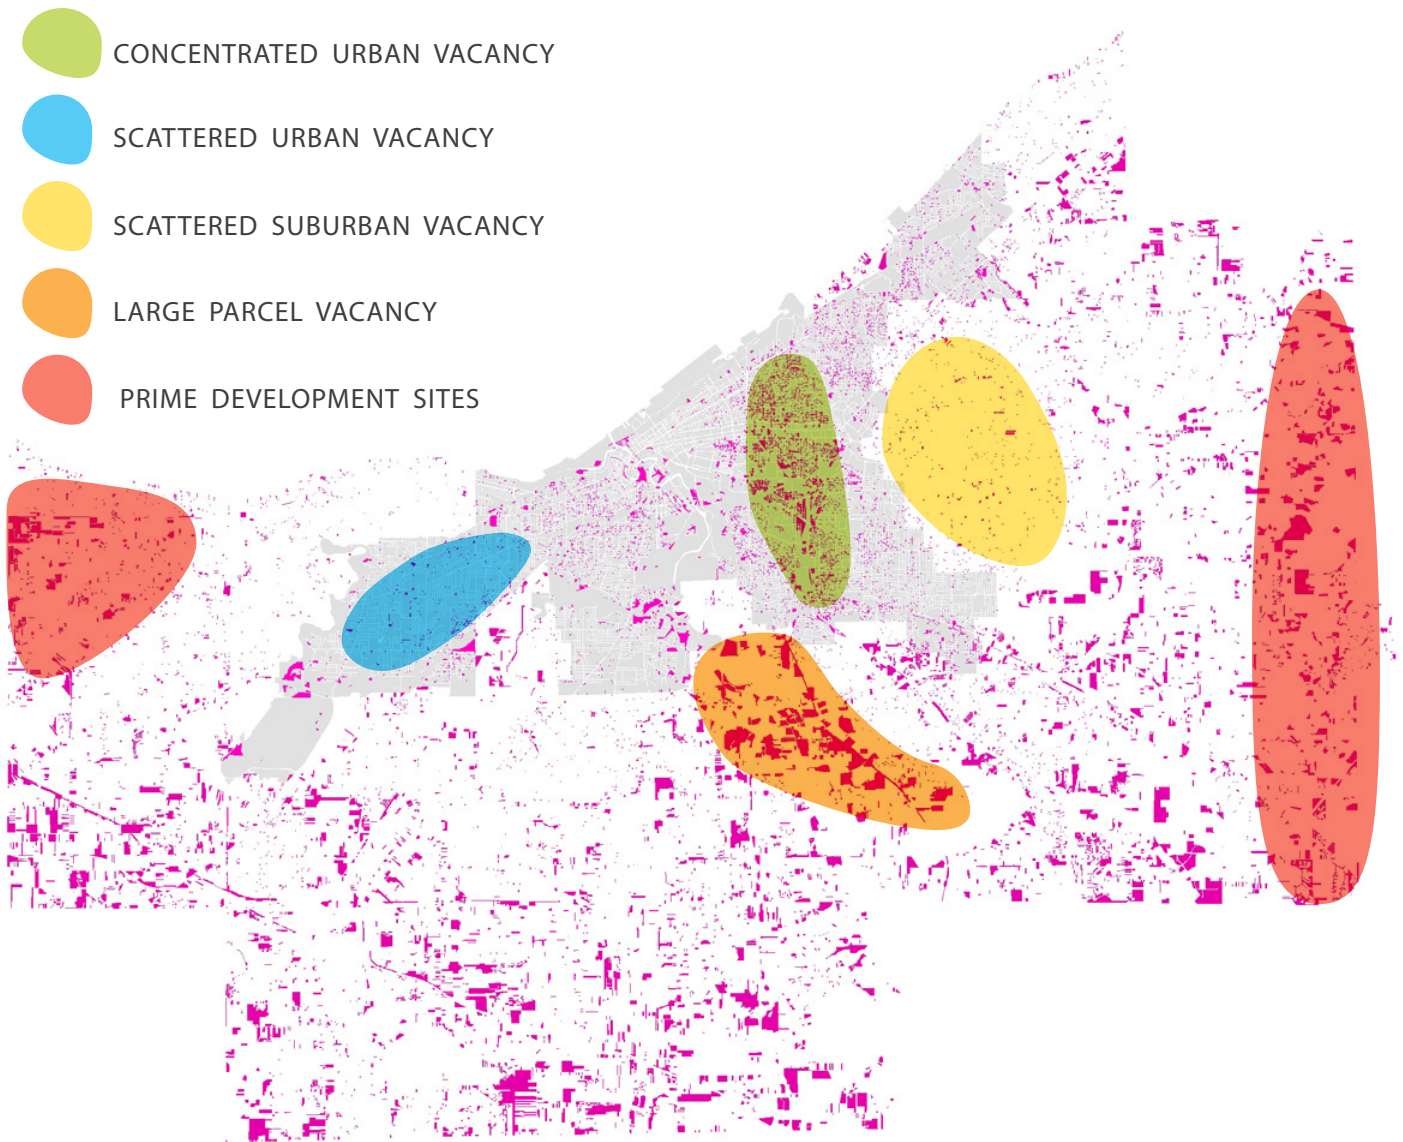 CONCENTRATED URBAN VACANCY
SCATTERED URBAN VACANCY
SCATTERED SUBURBAN VACANCY
LARGE PARCEL VACANCY
PRIME DEVELOPMENT SITES